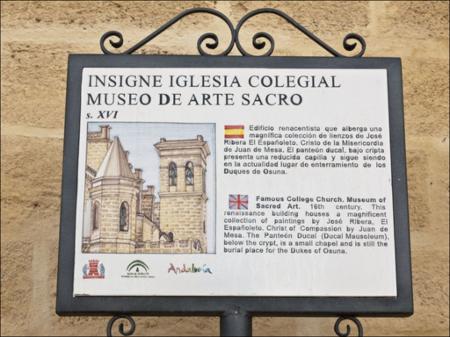 INSIGNE IGLESIA COLEGIAL
MUSEO DE ARTE SACRO
s. XVI
Edificio renacentista que alberga una
magnífica colección de lienzos de José
Ribera El Españoleto. Cristo de la Misericordia
de Juan de Mesa. El panteón ducal, bajo cripta
presenta una reducida capilla y sigue siendo
en la actualidad lugar de enterramiento de los
Duques de Osuna.
Famous College Church. Museum of
Sacred Art. 16th century. This
renaissance building houses a magnificent
collection of paintings by José Ribera, El
Españoleto. Christ of Compassion by Juan de
Mesa. The Panteón Ducal (Ducal Mausoleum),
below the crypt, is a small chapel and is still the
burial place for the Dukes of Osuna.
Andalucía